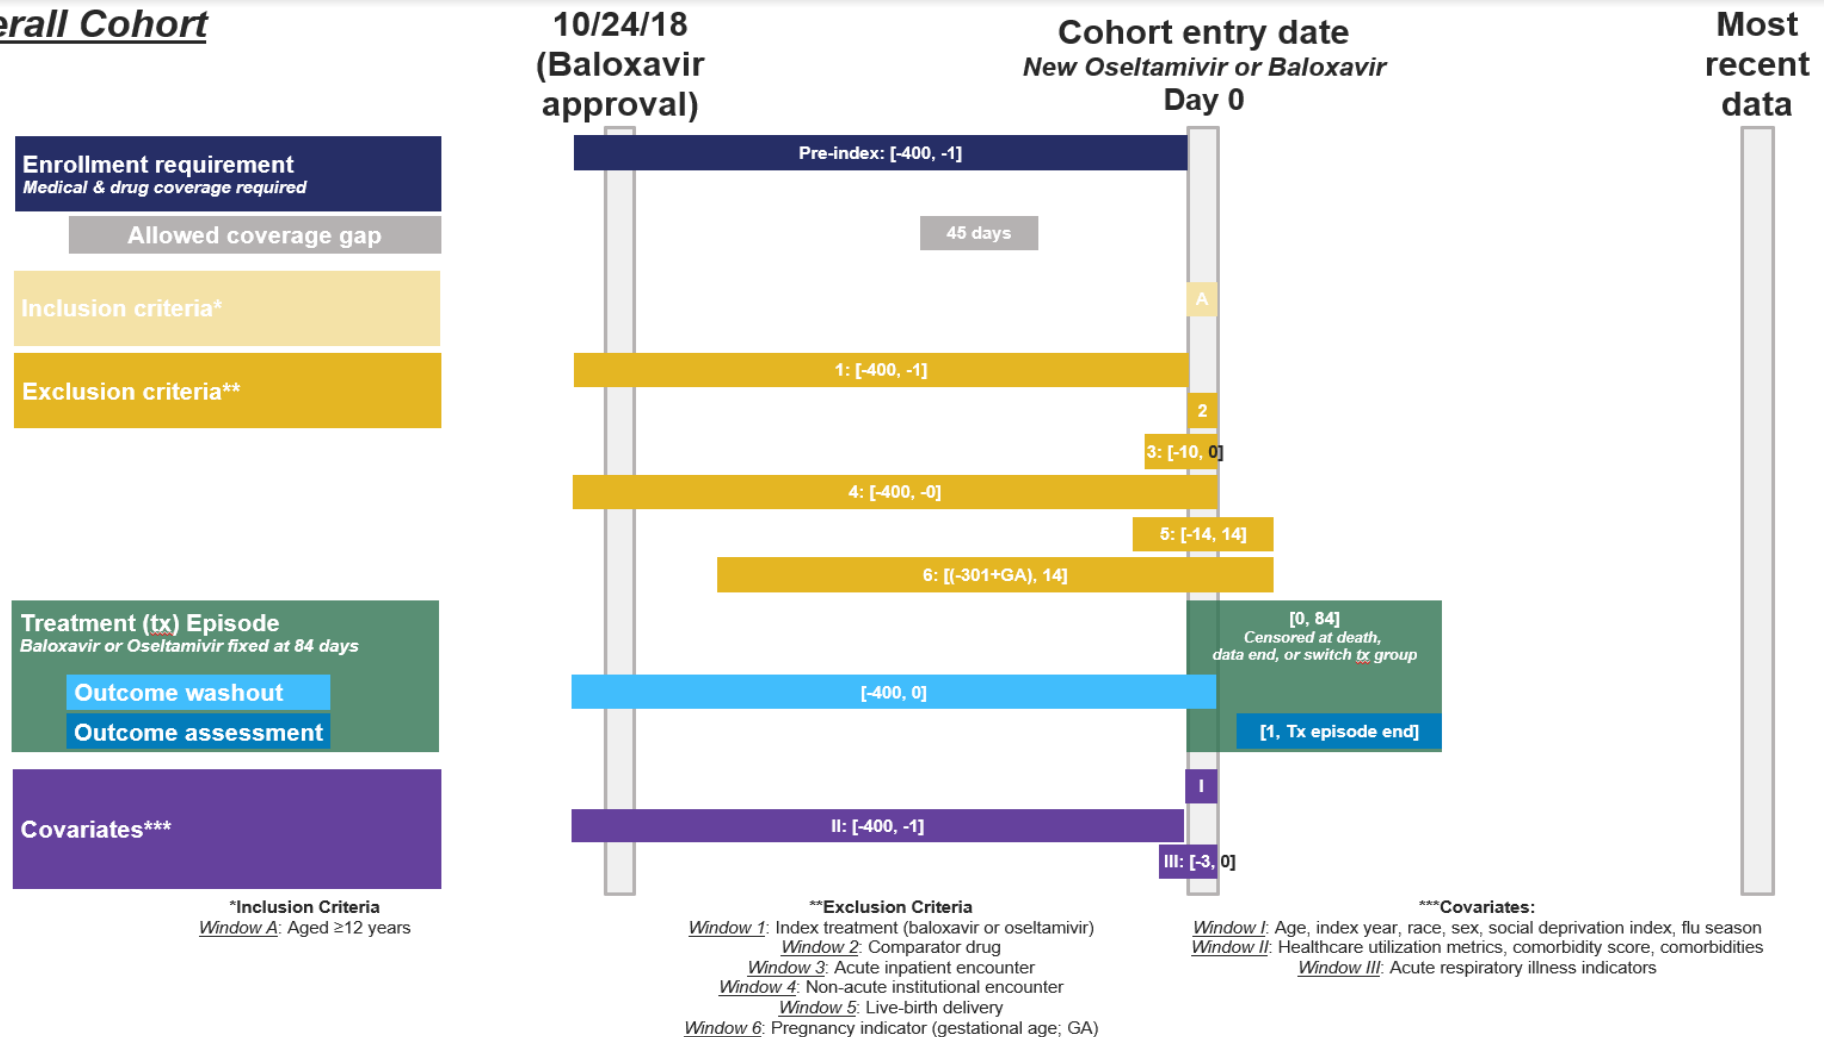 erall Cohort
10/24/18
(Baloxavir
approval)
Cohort entry date
New Oseltamivir or Baloxavir
Day 0
Most
recent
data
Enrollment requirement
Medical & drug coverage required
Pre-index: [-400, -1]
Allowed coverage gap
45 days
Inclusion criteria*
A
Exclusion criteria**
1: [-400, -1]
2
3: [-10, 0]
4: [-400, -0]
5: [-14, 14]
6: [(-301+GA), 14]
Treatment (tx) Episode
Baloxavir or Oseltamivir fixed at 84 days
[0, 84]
Censored at death,
data end, or switch tx group
Outcome washout
[-400, 0]
Outcome assessment
[1, Tx episode end]
Covariates***
I
II: [-400, -1]
III: [-3, 0]
*Inclusion Criteria
Window A: Aged ≥12 years
**Exclusion Criteria
Window 1: Index treatment (baloxavir or oseltamivir)
Window 2: Comparator drug
Window 3: Acute inpatient encounter
Window 4: Non-acute institutional encounter
Window 5: Live-birth delivery
Window 6: Pregnancy indicator (gestational age; GA)
***Covariates:
Window I: Age, index year, race, sex, social deprivation index, flu season
Window II: Healthcare utilization metrics, comorbidity score, comorbidities
Window III: Acute respiratory illness indicators